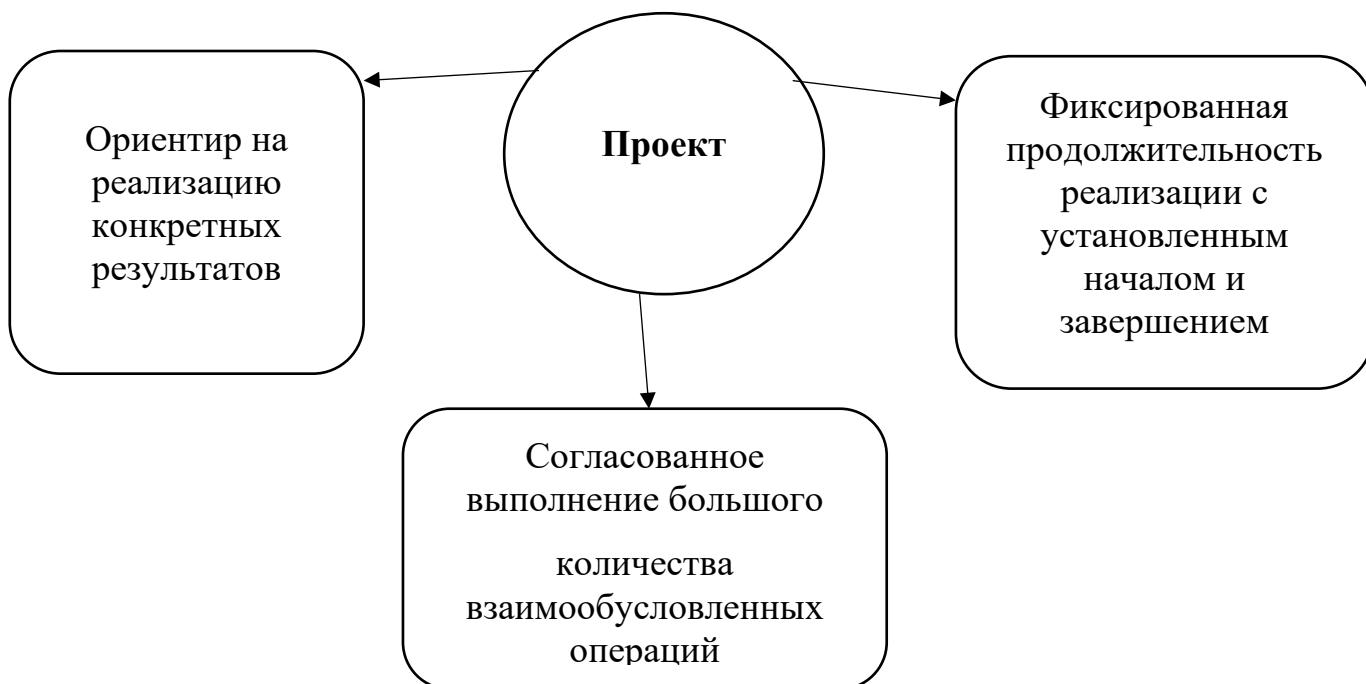 Проект
Ориентир на
реализацию
конкретных
результатов
Фиксированная
продолжительность
реализации с
установленным
началом и
завершением
Согласованное
выполнение большого
количества
взаимообусловленных
операций